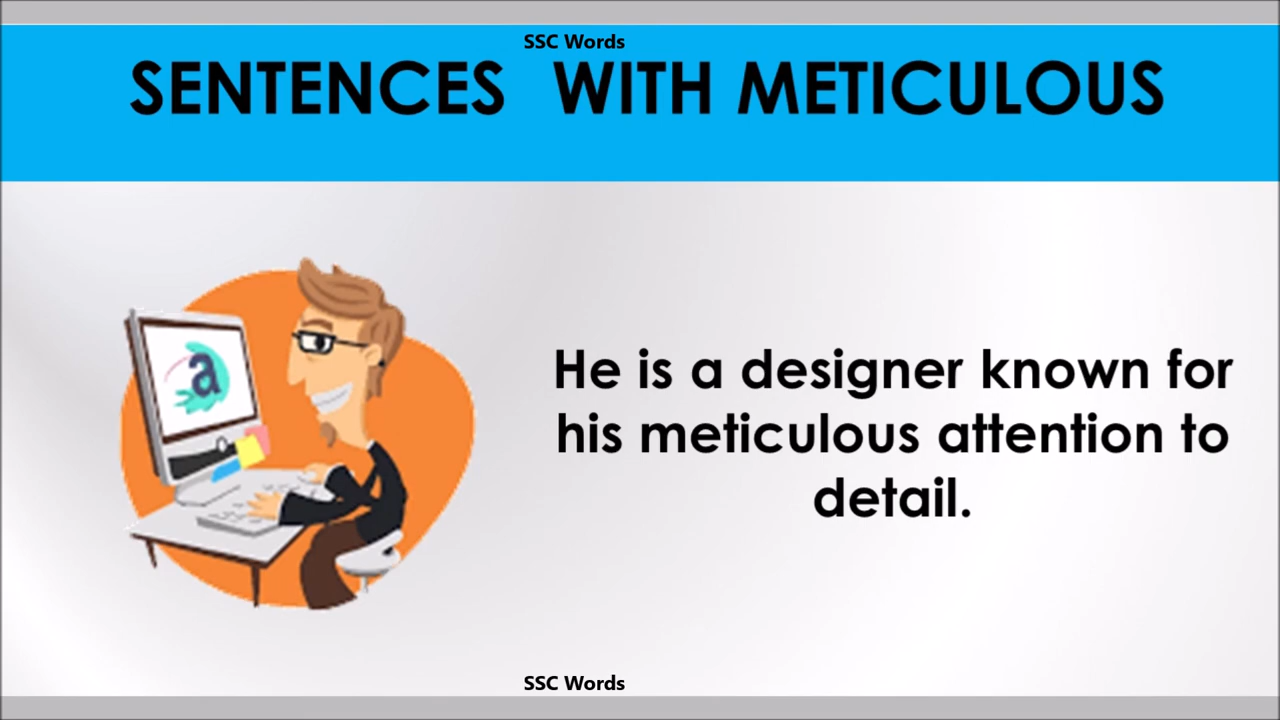 SSC Words
SENTENCES WITH METICULOUS
a
He is a designer known for
his meticulous attention to
detail.
SSC Words